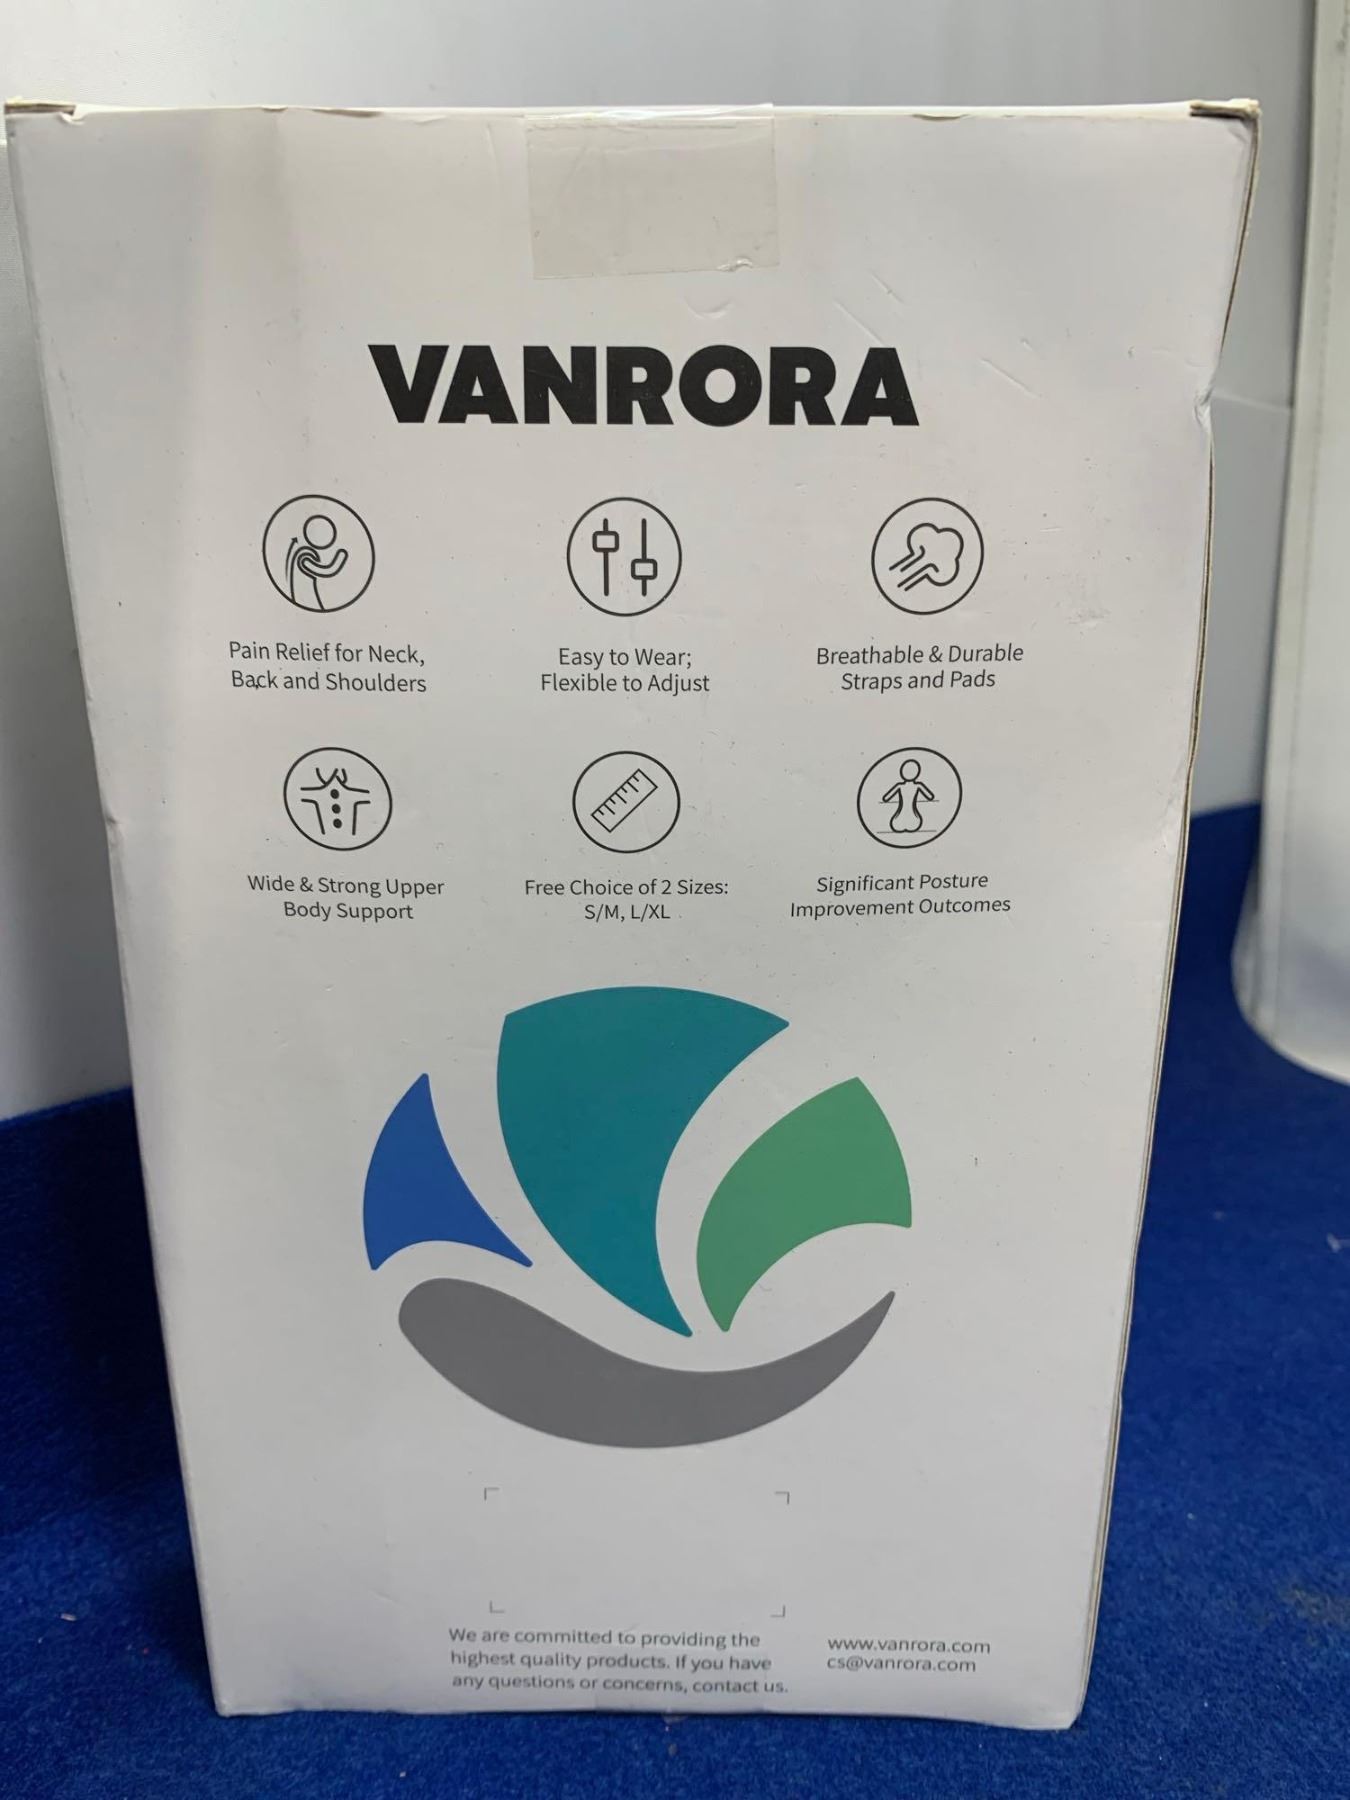 VANRORA
Pain Relief for Neck,
Back and Shoulders
Easy to Wear;
Flexible to Adjust
Breathable & Durable
Straps and Pads
Wide & Strong Upper
Body Support
Free Choice of 2 Sizes:
S/M, L/XL
Significant Posture
Improvement Outcomes
We are committed to providing the
highest quality products. If you have
any questions or concerns, contact us.
www.vanrora.com
cs@vanrora.com